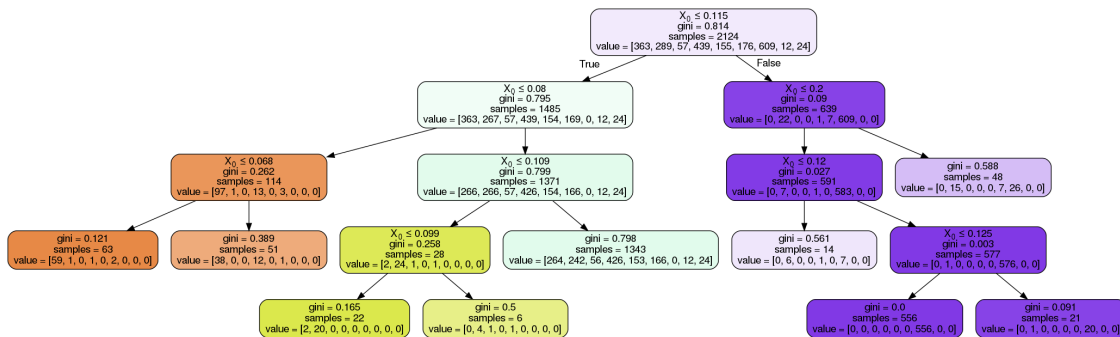 X₀ ≤ 0.115
gini = 0.814
samples = 2124
value = [363, 289, 57, 439, 155, 176, 609, 12, 24]
True
False
X₀ ≤ 0.08
gini = 0.795
samples = 1485
value = [363, 267, 57, 439, 154, 169, 0, 12, 24]
X₀ ≤ 0.2
gini = 0.09
samples = 639
value = [0, 22, 0, 0, 1, 7, 609, 0, 0]
X₀ ≤ 0.068
gini = 0.262
samples = 114
value = [97, 1, 0, 13, 0, 3, 0, 0, 0]
X₀ ≤ 0.109
gini = 0.799
samples = 1371
value = [266, 266, 57, 426, 154, 166, 0, 12, 24]
X₀ ≤ 0.12
gini = 0.027
samples = 591
value = [0, 7, 0, 0, 1, 0, 583, 0, 0]
gini = 0.588
samples = 48
value = [0, 15, 0, 0, 0, 7, 26, 0, 0]
gini = 0.121
samples = 63
value = [59, 1, 0, 1, 0, 2, 0, 0, 0]
gini = 0.389
samples = 51
value = [38, 0, 0, 12, 0, 1, 0, 0, 0]
X₀ ≤ 0.099
gini = 0.258
samples = 28
value = [2, 24, 1, 0, 1, 0, 0, 0, 0]
gini = 0.798
samples = 1343
value = [264, 242, 56, 426, 153, 166, 0, 12, 24]
gini = 0.561
samples = 14
value = [0, 6, 0, 0, 1, 0, 7, 0, 0]
X₀ ≤ 0.125
gini = 0.003
samples = 577
value = [0, 1, 0, 0, 0, 0, 576, 0, 0]
gini = 0.165
samples = 22
value = [2, 20, 0, 0, 0, 0, 0, 0, 0]
gini = 0.5
samples = 6
value = [0, 4, 1, 0, 1, 0, 0, 0, 0]
gini = 0.0
samples = 556
value = [0, 0, 0, 0, 0, 0, 556, 0, 0]
gini = 0.091
samples = 21
value = [0, 1, 0, 0, 0, 0, 20, 0, 0]